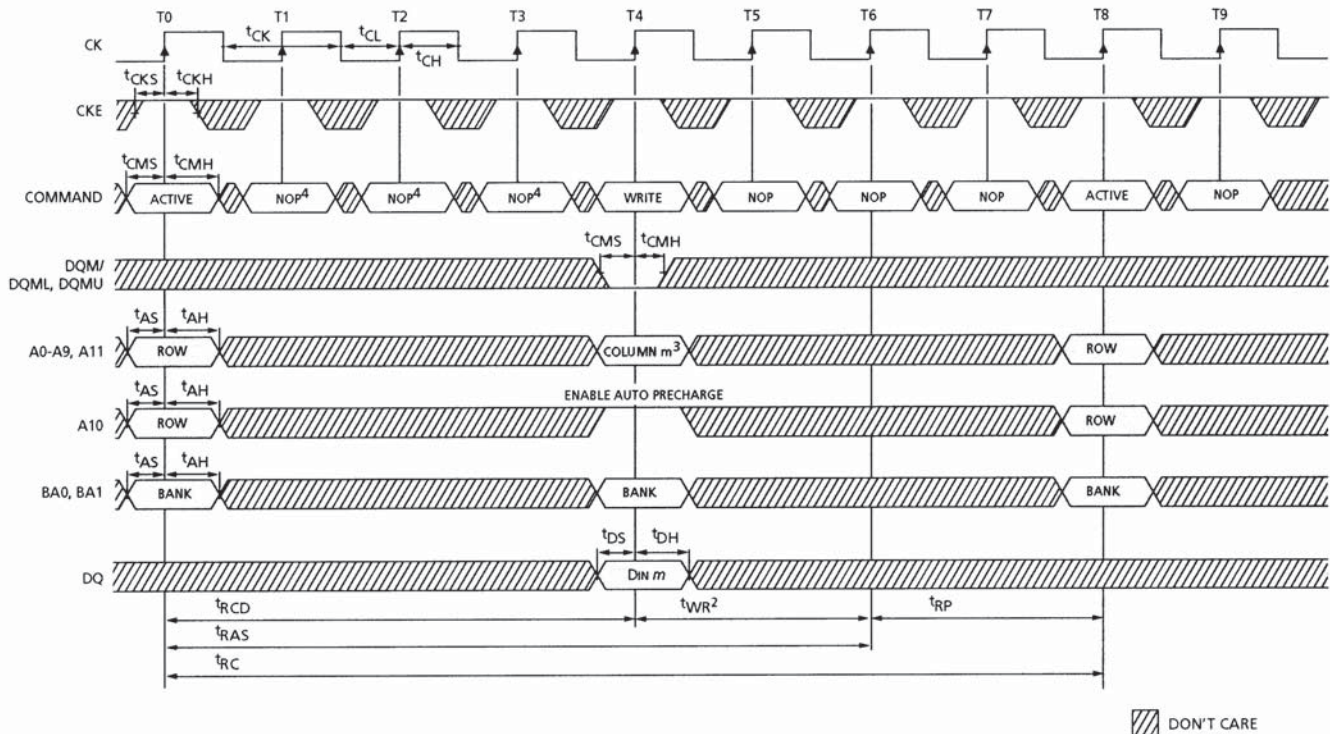 T0 T1 T2 T3 T4 T5 T6 T7 T8 T9
tCK tCL
CK
tCH
tCKS tCKH
CKE
tCMS tCMH
COMMAND ACTIVE NOP4 NOP4 NOP4 WRITE NOP NOP NOP ACTIVE NOP
tCMS tCMH
DQM/
DQML, DQMU
tAS tAH
A0-A9, A11 ROW COLUMN m3 ROW
ENABLE AUTO PRECHARGE
tAS tAH
A10 ROW ROW
tAS tAH
BA0, BA1 BANK BANK BANK
tDS tDH
DQ DIN m
tRCD tWR2 tRP
tRAS
tRC
DON'T CARE